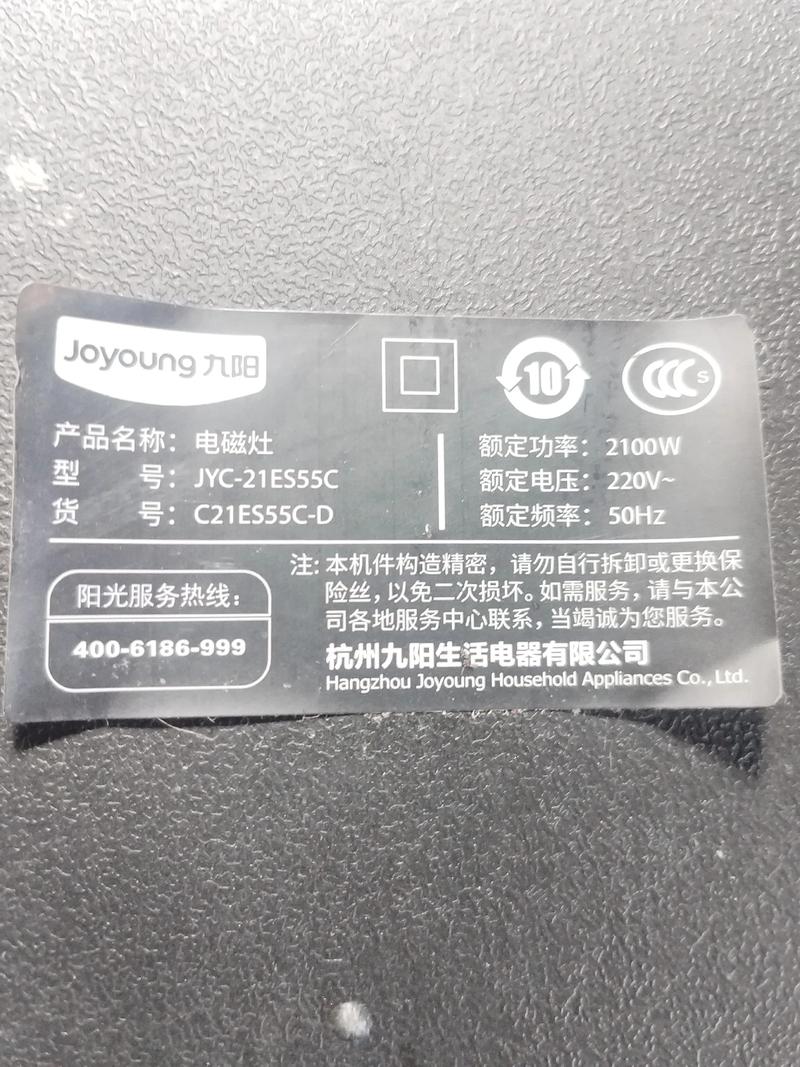 Joyoung 九阳
10
CCC S
产品名称：电磁灶
型 号：JYC-21ES55C
货 号：C21ES55C-D
额定功率：2100W
额定电压：220V~
额定频率：50Hz
注：本机件构造精密，请勿自行拆卸或更换保
险丝，以免二次损坏。如需服务，请与本公
司各地服务中心联系，当竭诚为您服务。
阳光服务热线：
400-6186-999
杭州九阳生活电器有限公司
Hangzhou Joyoung Household Appliances Co., Ltd.